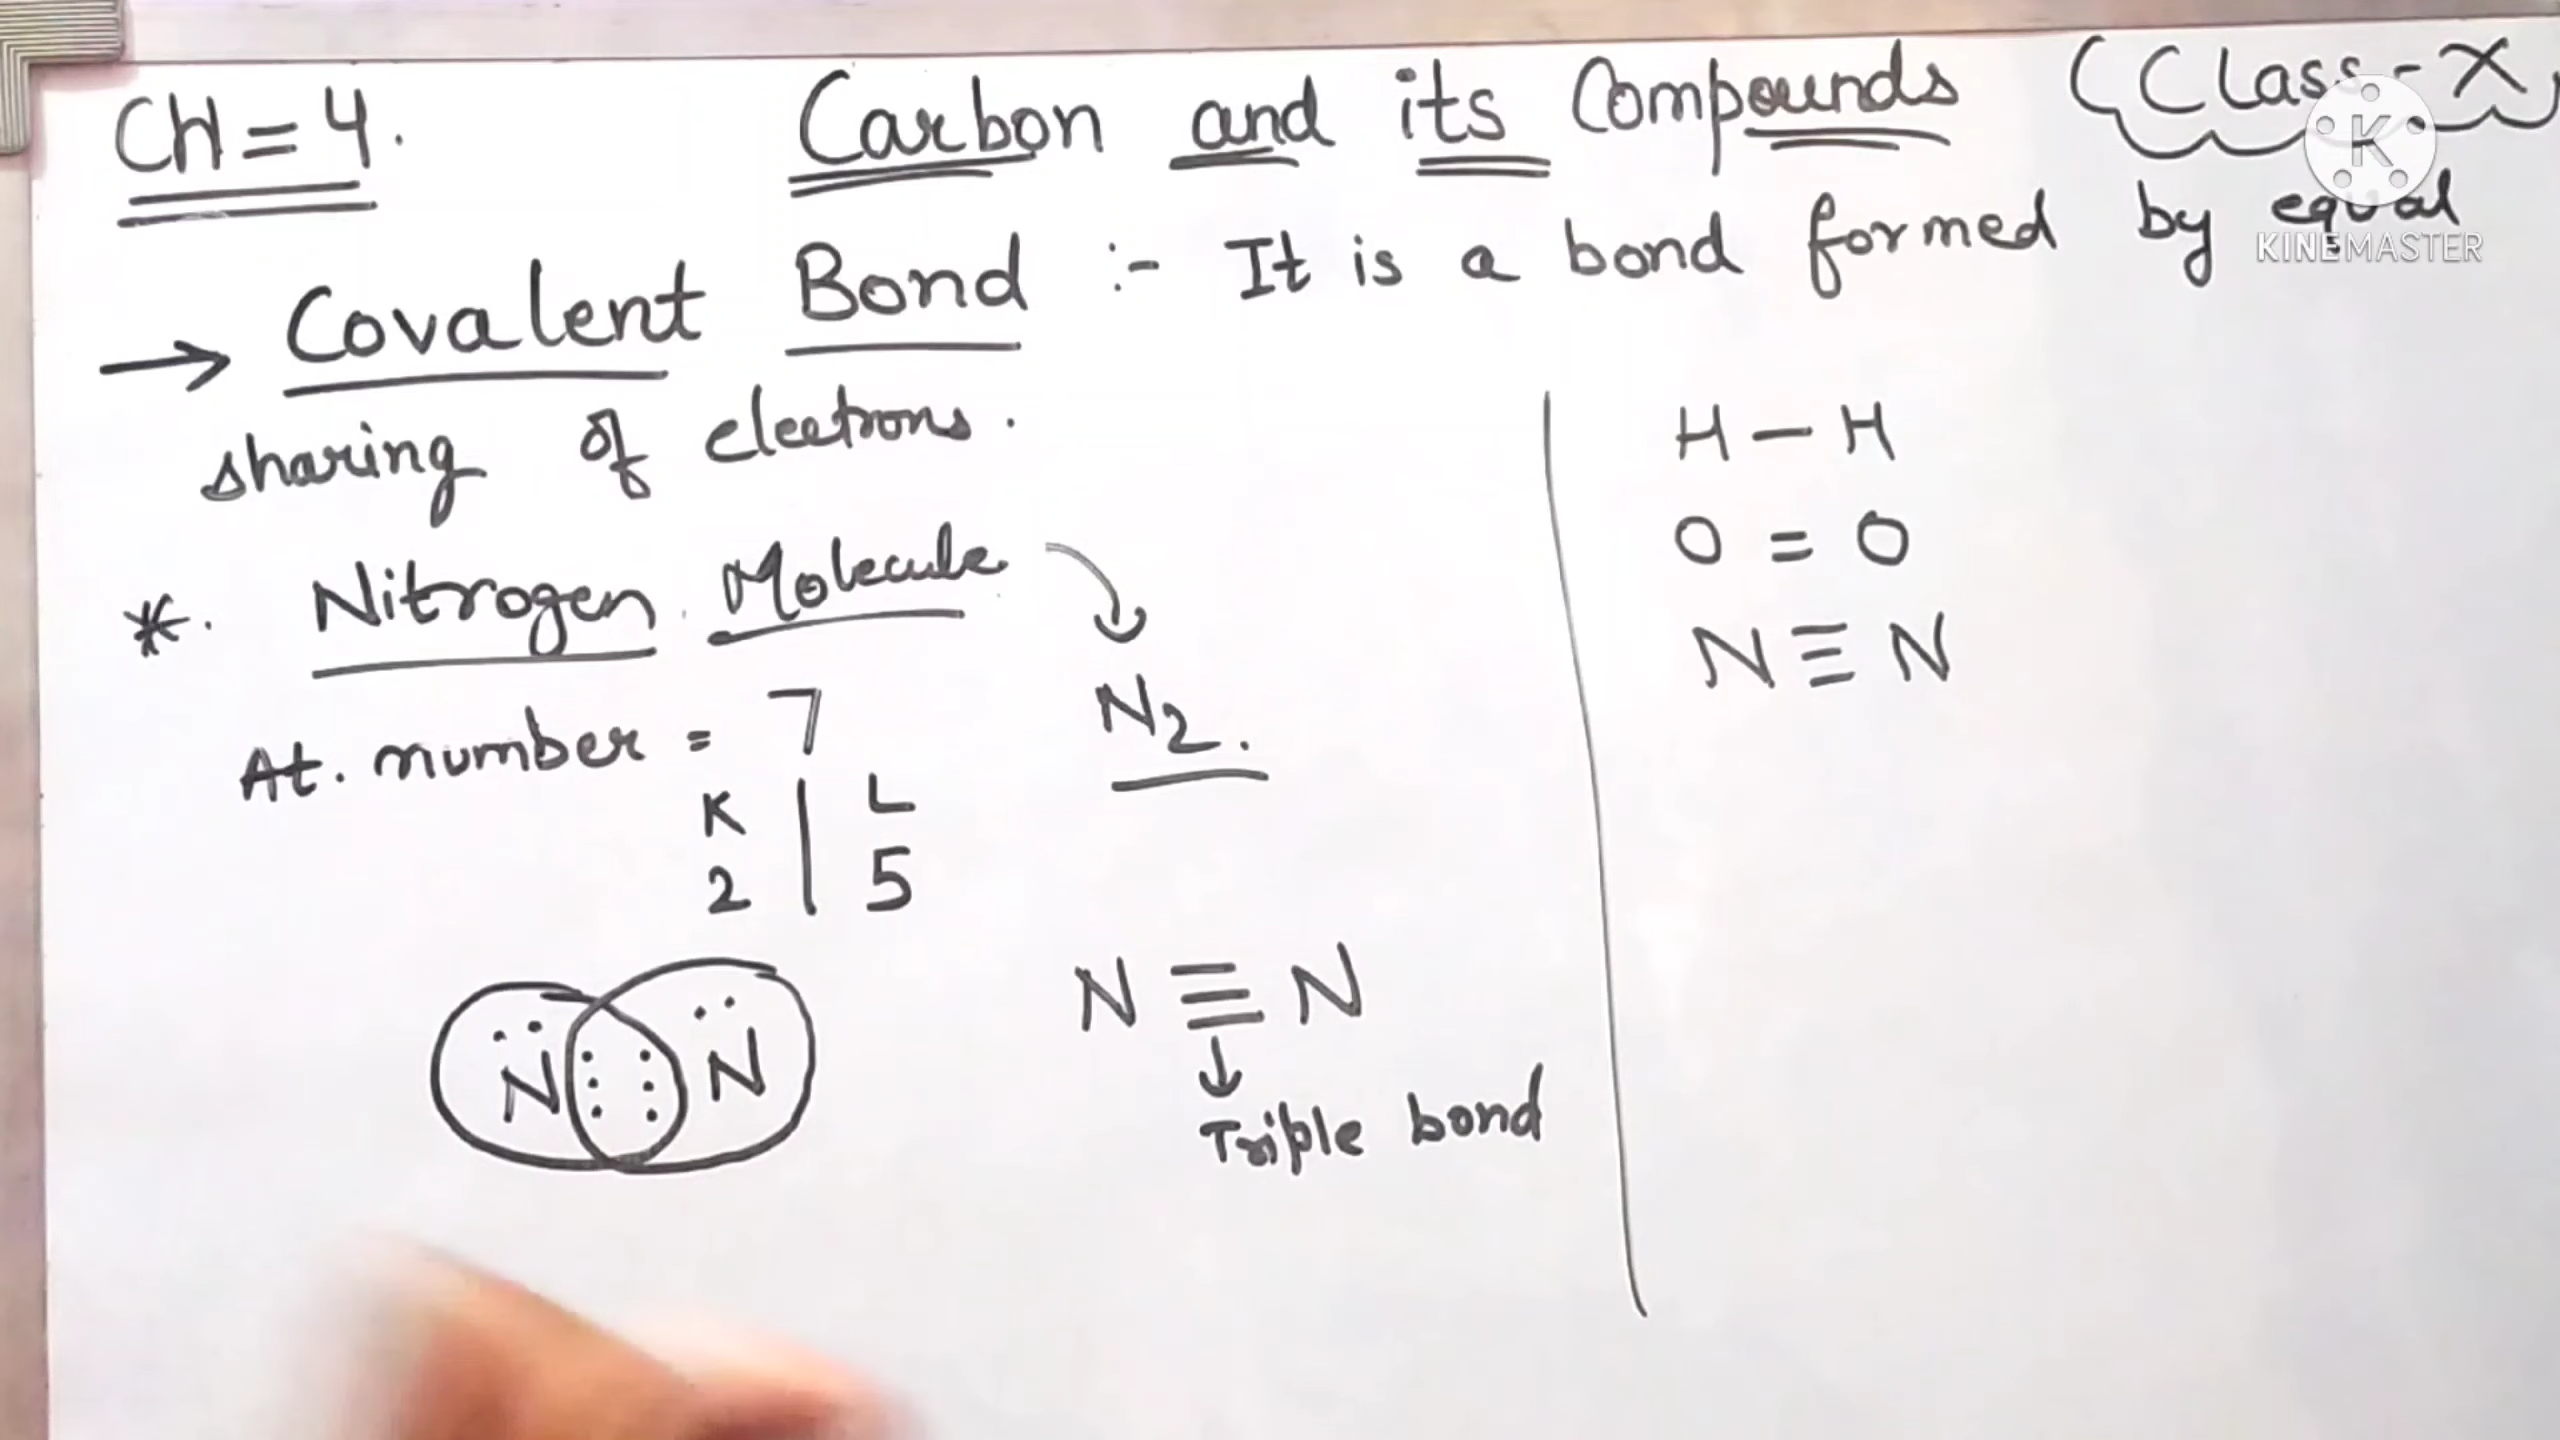 CH = 4. Carbon and its Compounds (Class - X)
→ Covalent Bond :- It is a bond formed by equal
sharing of electrons.
*. Nitrogen Molecule
N2.
At. number = 7
K | L
2 | 5
N N
N ≡ N
↓
Triple bond
H - H
O = O
N ≡ N
K
KINEMASTER